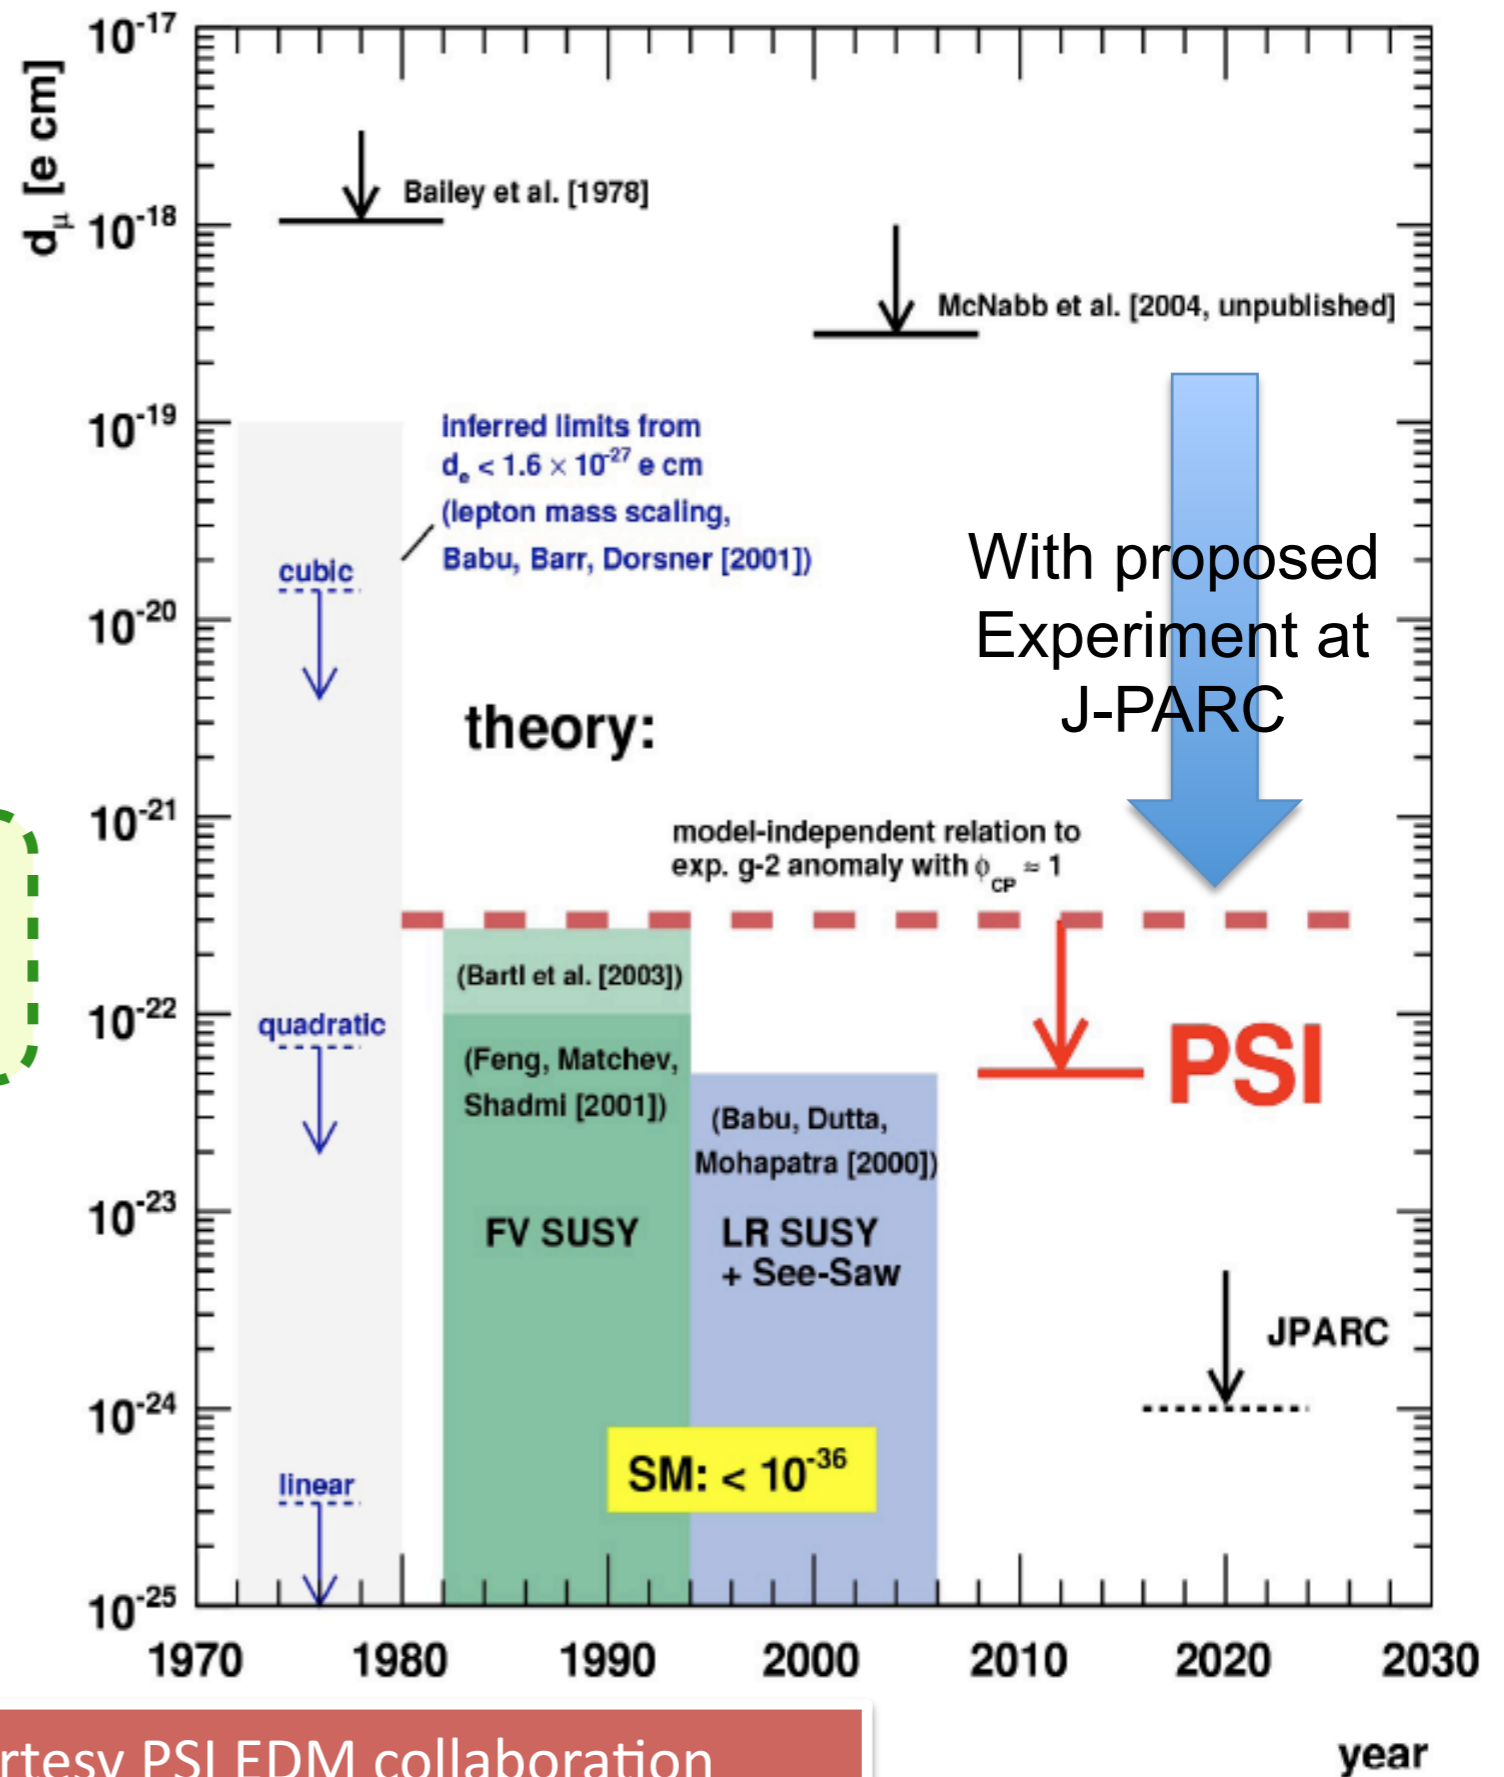 10⁻¹⁷
d_μ [e cm]
Bailey et al. [1978]
10⁻¹⁸
McNabb et al. [2004, unpublished]
10⁻¹⁹
inferred limits from
dₑ < 1.6 × 10⁻²⁷ e cm
(lepton mass scaling,
Babu, Barr, Dorsner [2001])
cubic
With proposed
Experiment at
J-PARC
10⁻²⁰
theory:
10⁻²¹
model-independent relation to
exp. g-2 anomaly with ϕ_CP ≈ 1
(Bartl et al. [2003])
10⁻²²
quadratic
(Feng, Matchev,
Shadmi [2001])
PSI
(Babu, Dutta,
Mohapatra [2000])
10⁻²³
FV SUSY
LR SUSY
+ See-Saw
JPARC
10⁻²⁴
SM: < 10⁻³⁶
linear
10⁻²⁵
1970 1980 1990 2000 2010 2020 2030
year
PSI EDM collaboration